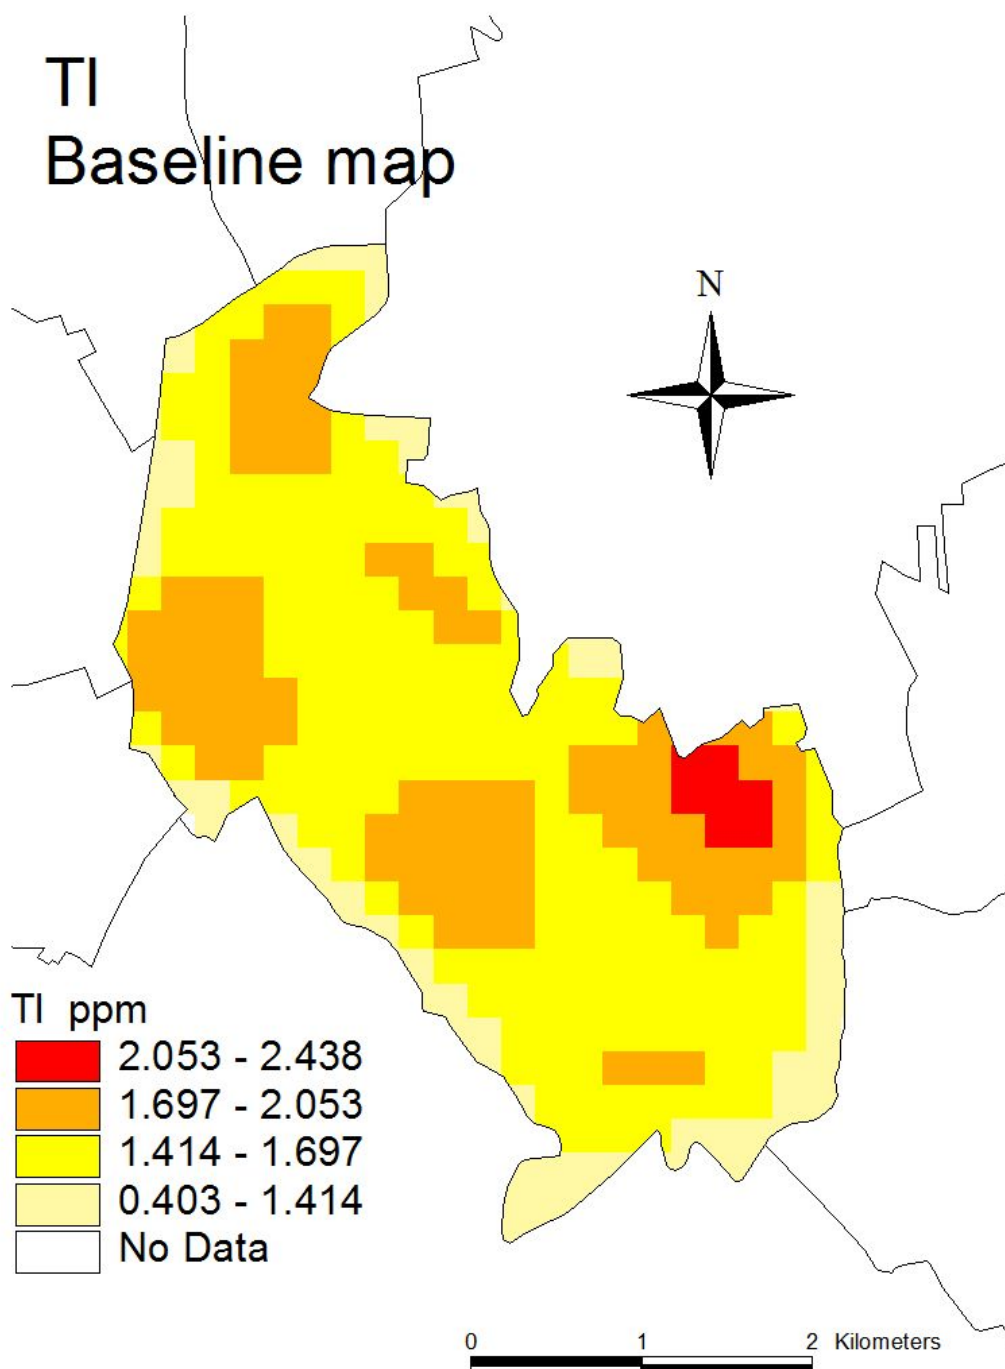 Tl
Baseline map
N
Tl ppm
2.053 - 2.438
1.697 - 2.053
1.414 - 1.697
0.403 - 1.414
No Data
0 1 2 Kilometers